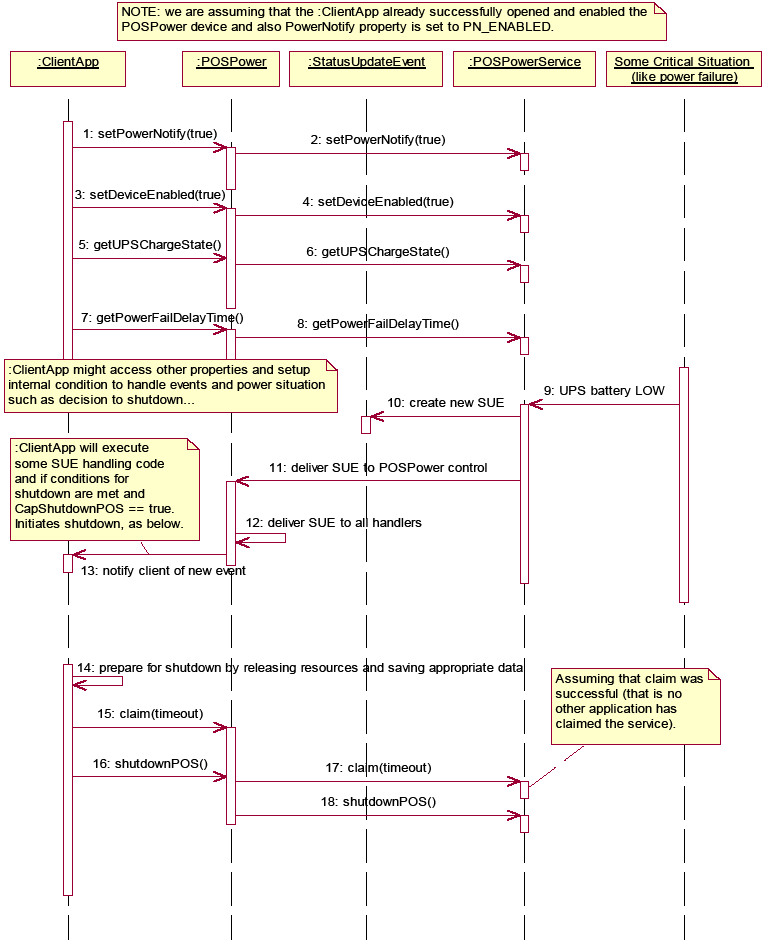 NOTE: we are assuming that the :ClientApp already successfully opened and enabled the
POSPower device and also PowerNotify property is set to PN_ENABLED.
:ClientApp
:POSPower
:StatusUpdateEvent
:POSPowerService
Some Critical Situation
(like power failure)
1: setPowerNotify(true)
2: setPowerNotify(true)
3: setDeviceEnabled(true)
4: setDeviceEnabled(true)
5: getUPSChargeState()
6: getUPSChargeState()
7: getPowerFailDelayTime()
8: getPowerFailDelayTime()
:ClientApp might access other properties and setup
internal condition to handle events and power situation
such as decision to shutdown...
9: UPS battery LOW
10: create new SUE
:ClientApp will execute
some SUE handling code
and if conditions for
shutdown are met and
CapShutdownPOS == true.
Initiates shutdown, as below.
11: deliver SUE to POSPower control
12: deliver SUE to all handlers
13: notify client of new event
14: prepare for shutdown by releasing resources and saving appropriate data
Assuming that claim was
successful (that is no
other application has
claimed the service).
15: claim(timeout)
16: shutdownPOS()
17: claim(timeout)
18: shutdownPOS()